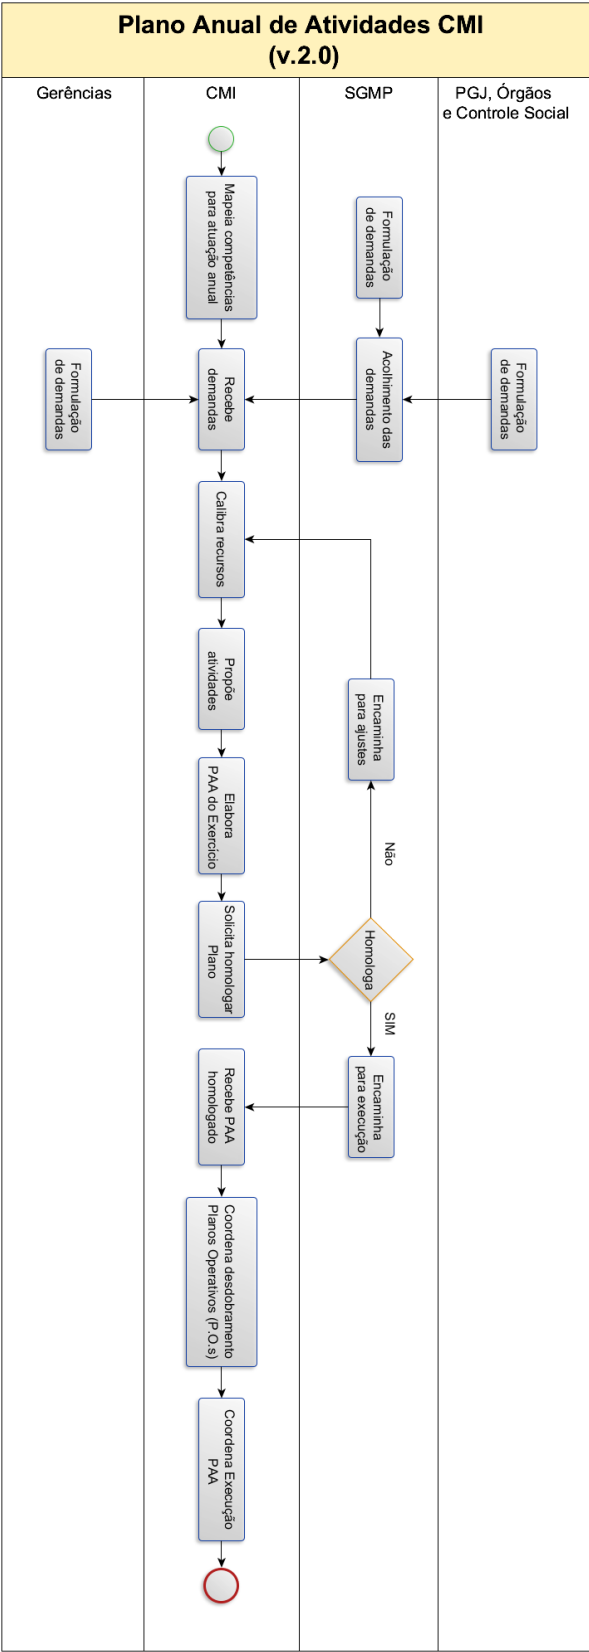 Plano Anual de Atividades CMI
(v.2.0)
Gerências
CMI
SGMP
PGJ, Órgãos
e Controle Social
Mapeia competências
para atuação anual
Formulação
de demandas
Formulação
de demandas
Recebe
demandas
Acolhimento das
demandas
Formulação
de demandas
Calibra recursos
Propõe
atividades
Encaminha
para ajustes
Elabora
PAA do Exercício
Não
Solicita homologar
Plano
Homologa
SIM
Recebe PAA
homologado
Encaminha
para execução
Coordena desdobramento
Planos Operativos (P.O.s)
Coordena Execução
PAA